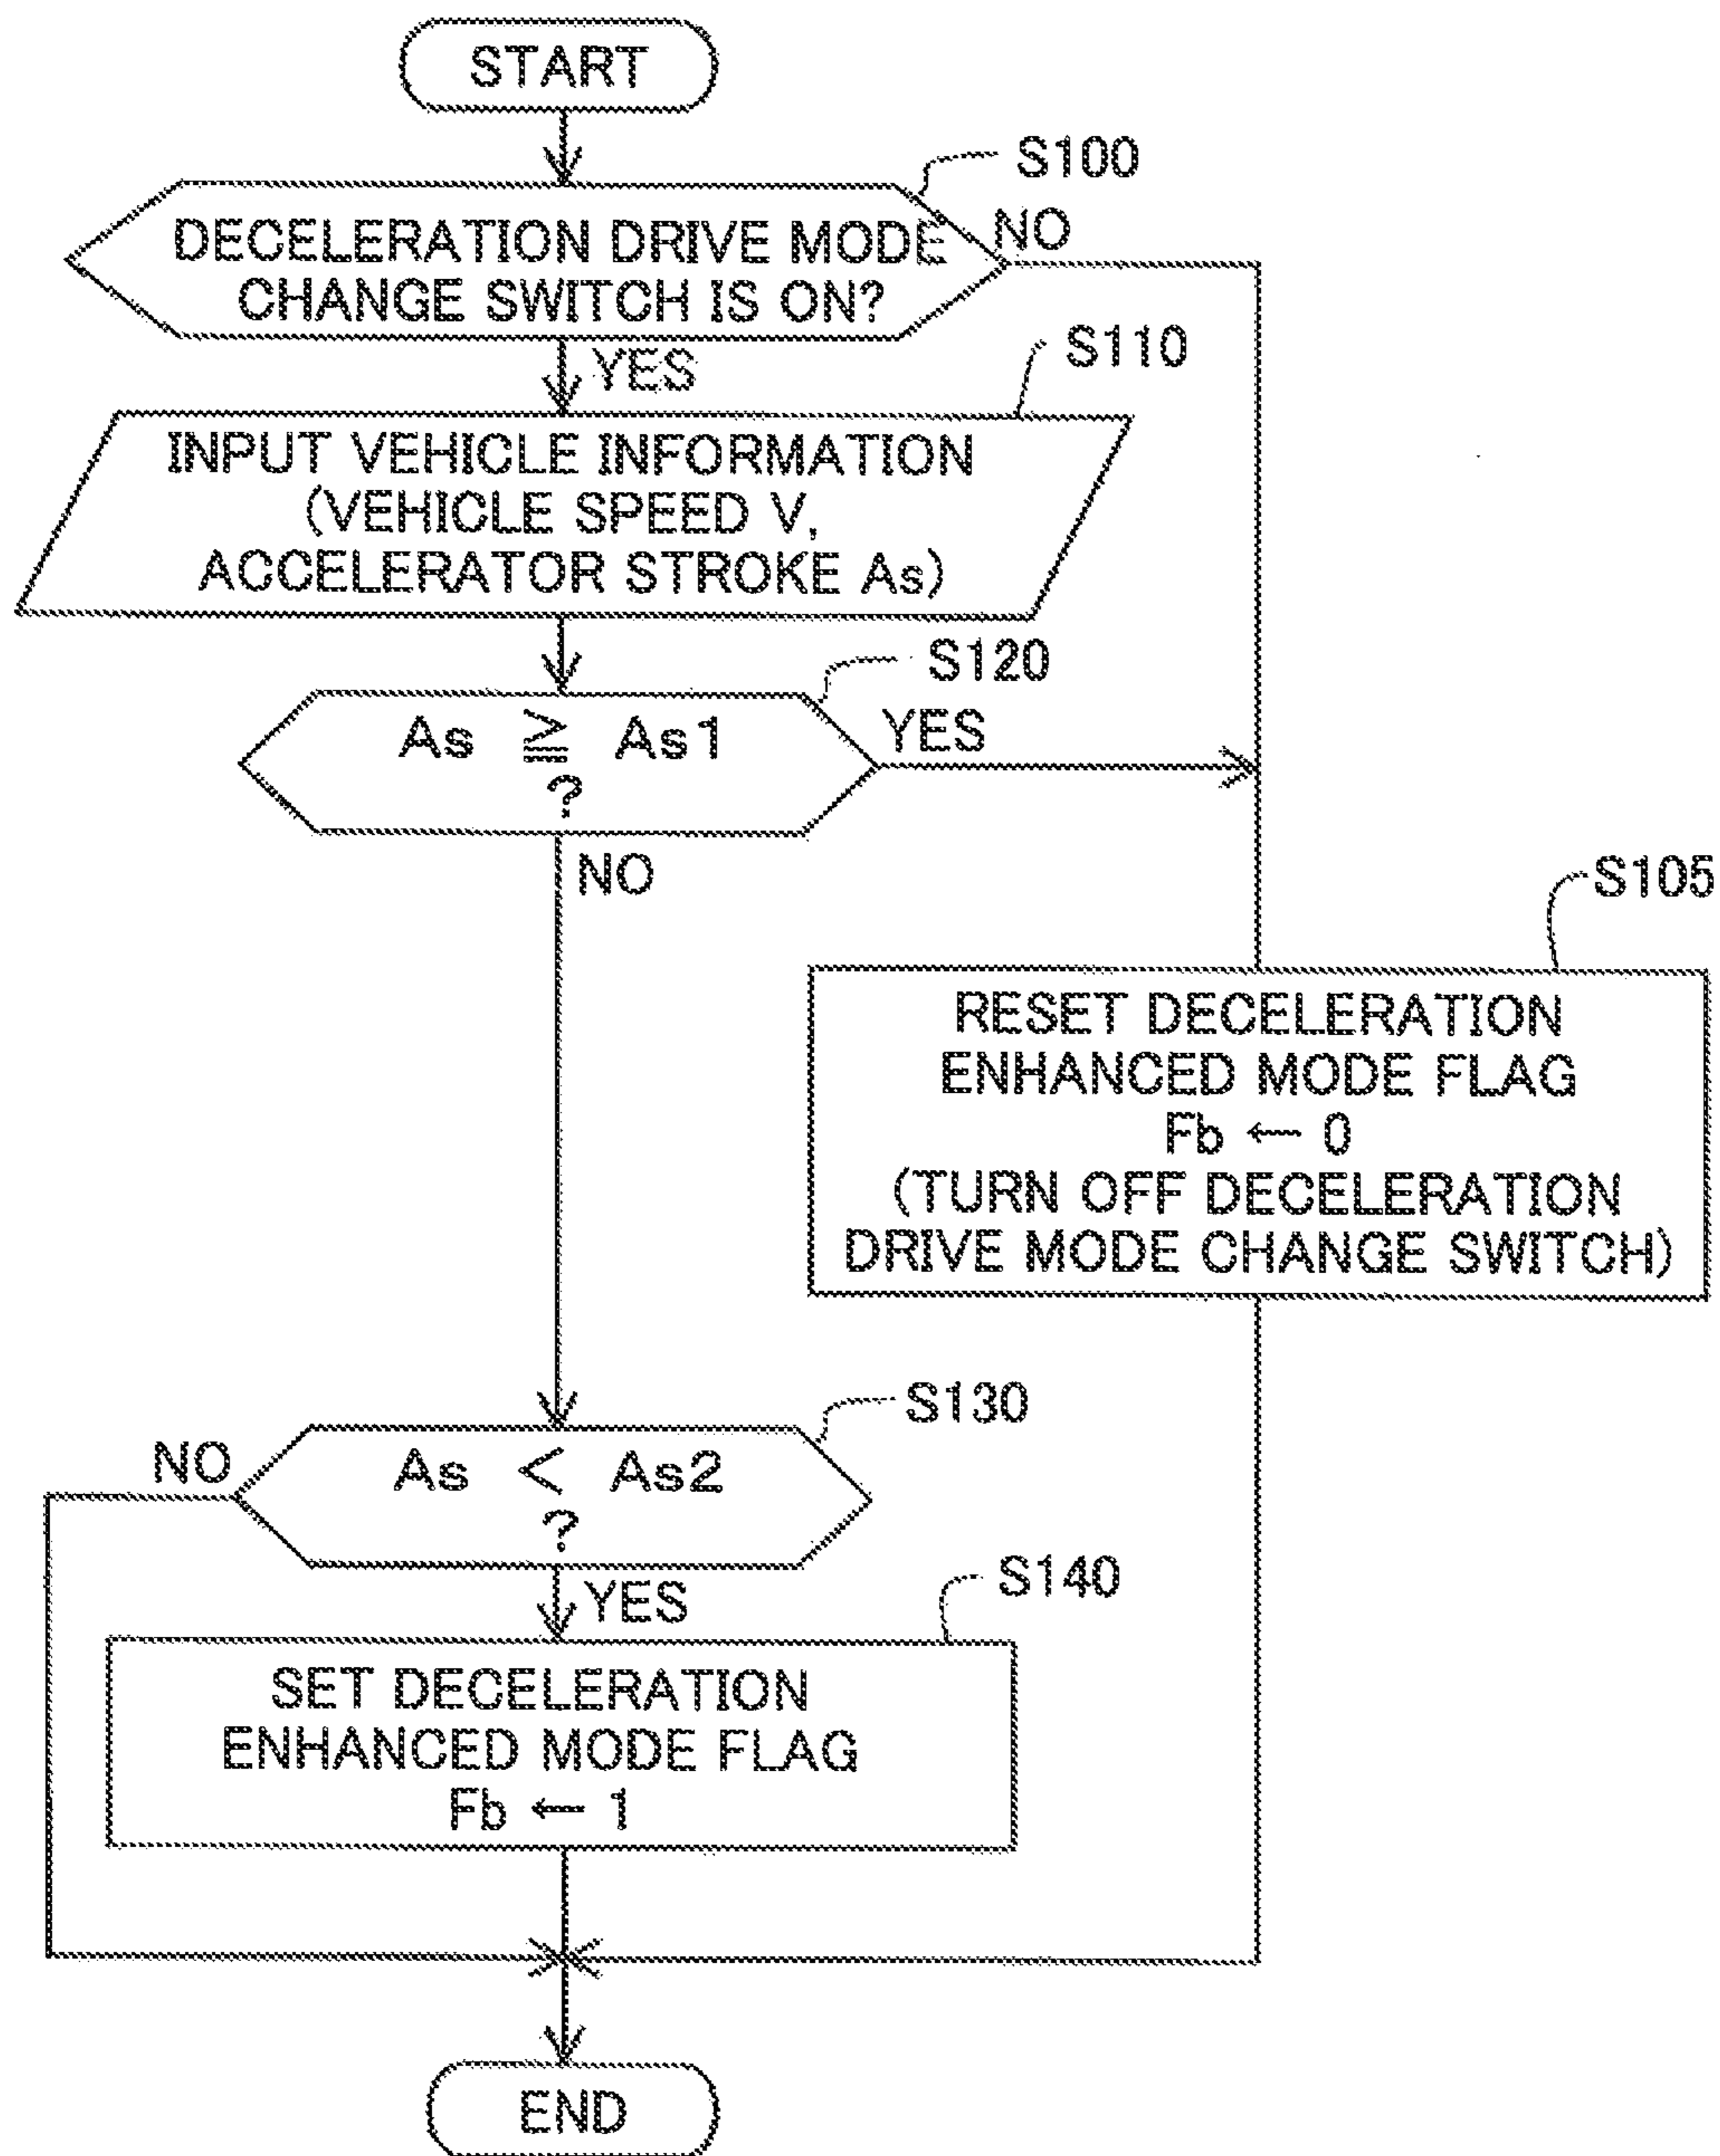 START
S100
DECELERATION DRIVE MODE
CHANGE SWITCH IS ON?
NO
YES
S110
INPUT VEHICLE INFORMATION
(VEHICLE SPEED V,
ACCELERATOR STROKE As)
S120
As ≧ As1
?
YES
NO
S105
RESET DECELERATION
ENHANCED MODE FLAG
Fb ← 0
(TURN OFF DECELERATION
DRIVE MODE CHANGE SWITCH)
S130
NO
As < As2
?
YES
S140
SET DECELERATION
ENHANCED MODE FLAG
Fb ← 1
END